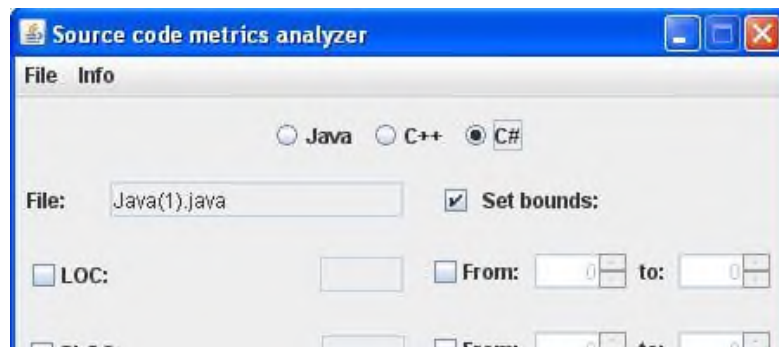 Source code metrics analyzer
File Info
Java C++ C#
File: Java(1).java Set bounds:
LOC: From: 0 to: 0